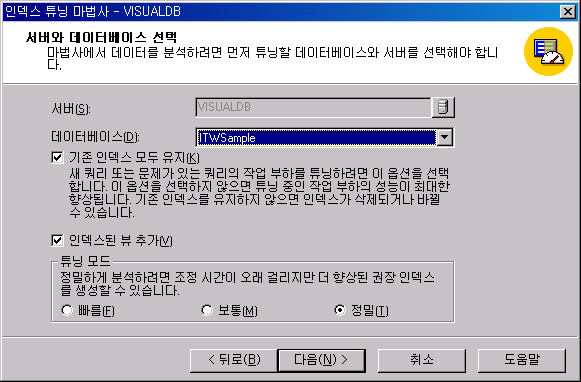 인덱스 튜닝 마법사 - VISUALDB
서버와 데이터베이스 선택
마법사에서 데이터를 분석하려면 먼저 튜닝할 데이터베이스와 서버를 선택해야 합니
다.
서버(S):
VISUALDB
데이터베이스(D):
ITWSample
기존 인덱스 모두 유지(K)
새 쿼리 또는 문제가 있는 쿼리의 작업 부하를 튜닝하려면 이 옵션을 선택
합니다. 이 옵션을 선택하지 않으면 튜닝 중인 작업 부하의 성능이 최대한
향상됩니다. 기존 인덱스를 유지하지 않으면 인덱스가 삭제되거나 바뀔
수 있습니다.
인덱스된 뷰 추가(V)
튜닝 모드
정밀하게 분석하려면 조정 시간이 오래 걸리지만 더 향상된 권장 인덱스
를 생성할 수 있습니다.
빠름(F) 보통(M) 정밀(T)
< 뒤로(B) 다음(N) > 취소 도움말